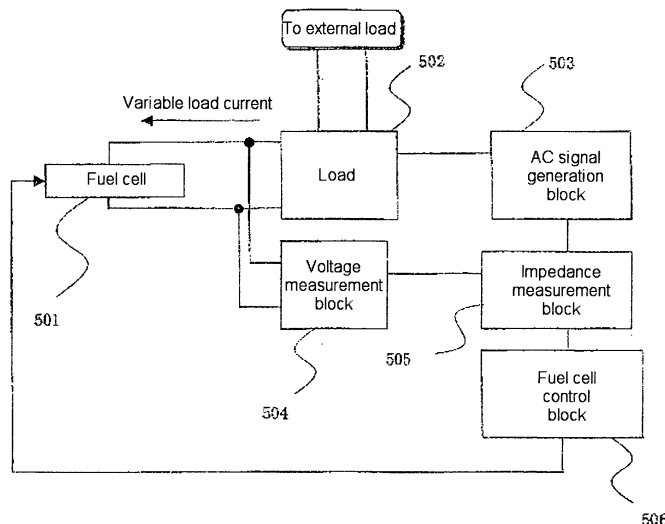 To external load
502
503
Variable load current
Fuel cell
Load
AC signal
generation
block
501
Voltage
measurement
block
Impedance
measurement
block
505
504
Fuel cell
control
block
506